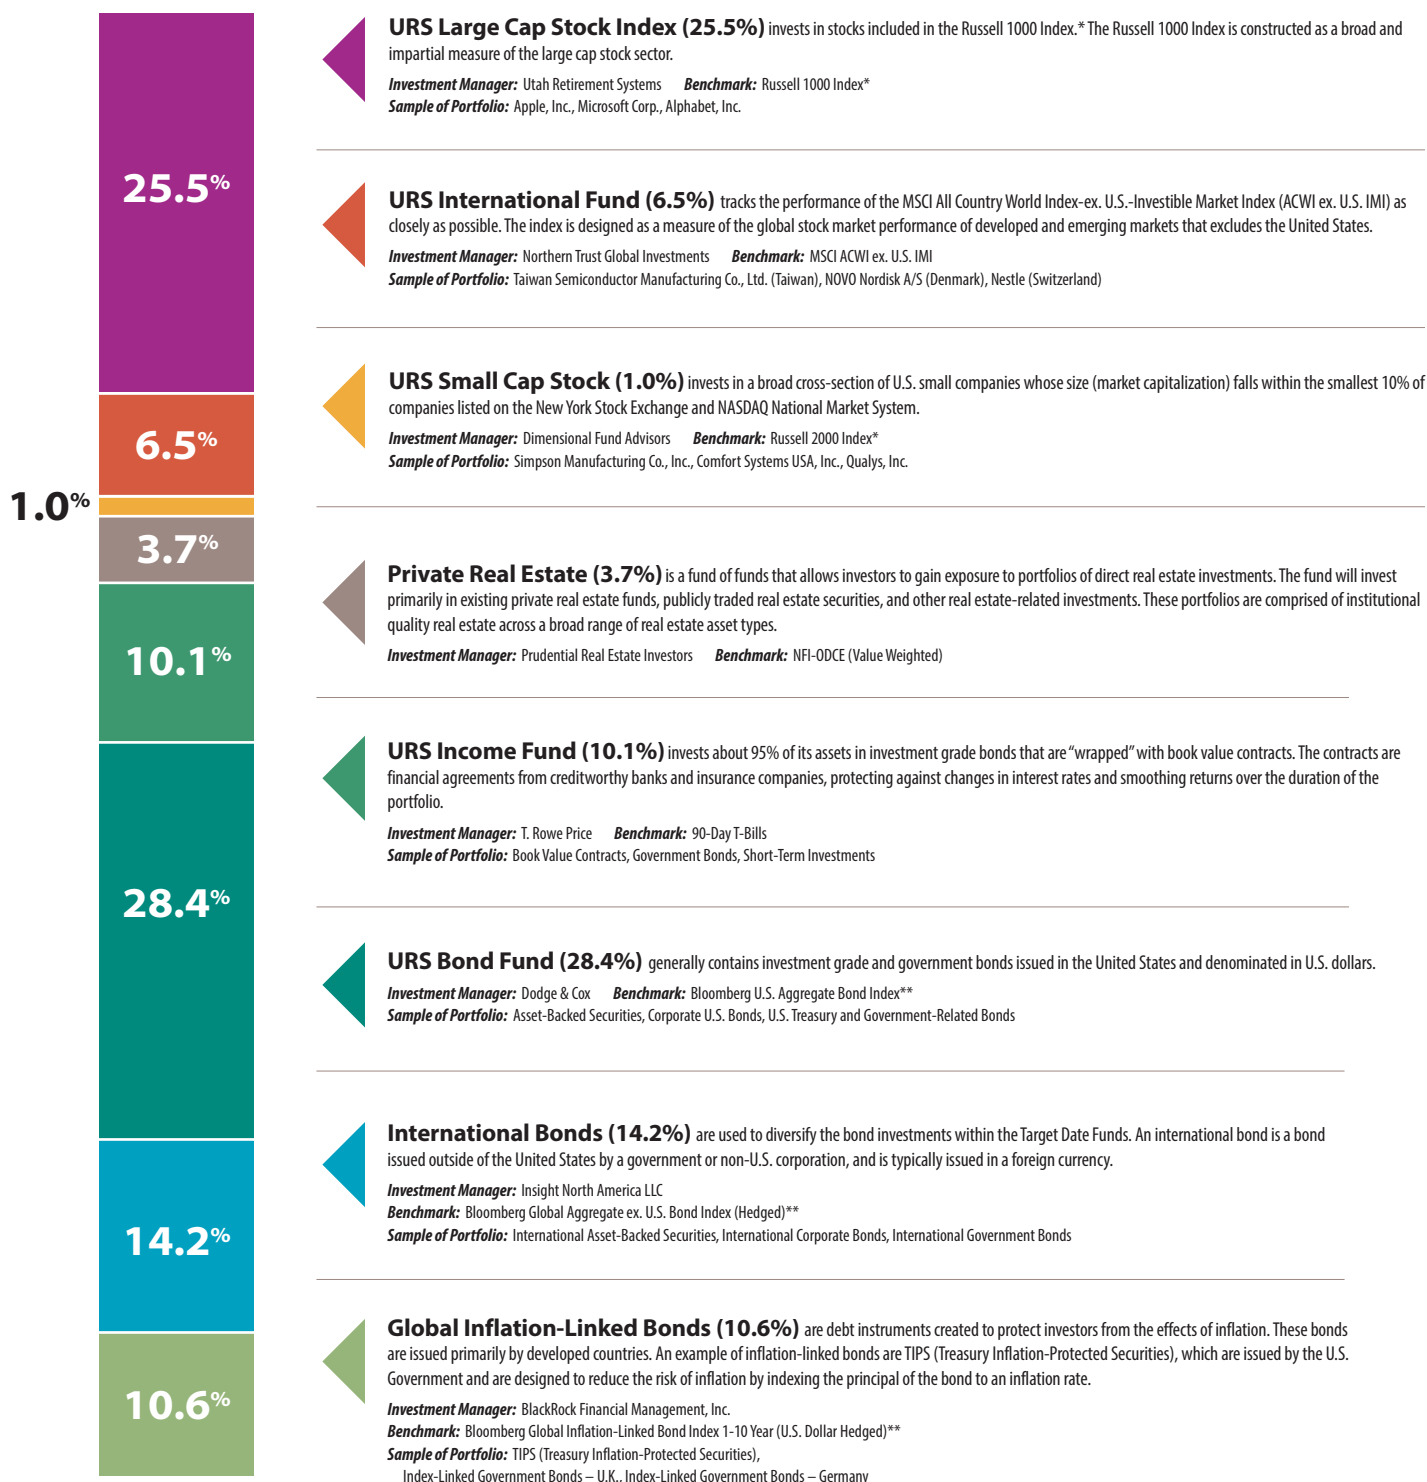 25.5%
6.5%
1.0%
3.7%
10.1%
28.4%
14.2%
10.6%
URS Large Cap Stock Index (25.5%) invests in stocks included in the Russell 1000 Index.* The Russell 1000 Index is constructed as a broad and
impartial measure of the large cap stock sector.
Investment Manager: Utah Retirement Systems Benchmark: Russell 1000 Index*
Sample of Portfolio: Apple, Inc., Microsoft Corp., Alphabet, Inc.
URS International Fund (6.5%) tracks the performance of the MSCI All Country World Index-ex. U.S.-Investible Market Index (ACWI ex. U.S. IMI) as
closely as possible. The index is designed as a measure of the global stock market performance of developed and emerging markets that excludes the United States.
Investment Manager: Northern Trust Global Investments Benchmark: MSCI ACWI ex. U.S. IMI
Sample of Portfolio: Taiwan Semiconductor Manufacturing Co., Ltd. (Taiwan), NOVO Nordisk A/S (Denmark), Nestle (Switzerland)
URS Small Cap Stock (1.0%) invests in a broad cross-section of U.S. small companies whose size (market capitalization) falls within the smallest 10% of
companies listed on the New York Stock Exchange and NASDAQ National Market System.
Investment Manager: Dimensional Fund Advisors Benchmark: Russell 2000 Index*
Sample of Portfolio: Simpson Manufacturing Co., Inc., Comfort Systems USA, Inc., Qualys, Inc.
Private Real Estate (3.7%) is a fund of funds that allows investors to gain exposure to portfolios of direct real estate investments. The fund will invest
primarily in existing private real estate funds, publicly traded real estate securities, and other real estate-related investments. These portfolios are comprised of institutional
quality real estate across a broad range of real estate asset types.
Investment Manager: Prudential Real Estate Investors Benchmark: NFI-ODCE (Value Weighted)
URS Income Fund (10.1%) invests about 95% of its assets in investment grade bonds that are “wrapped” with book value contracts. The contracts are
financial agreements from creditworthy banks and insurance companies, protecting against changes in interest rates and smoothing returns over the duration of the
portfolio.
Investment Manager: T. Rowe Price Benchmark: 90-Day T-Bills
Sample of Portfolio: Book Value Contracts, Government Bonds, Short-Term Investments
URS Bond Fund (28.4%) generally contains investment grade and government bonds issued in the United States and denominated in U.S. dollars.
Investment Manager: Dodge & Cox Benchmark: Bloomberg U.S. Aggregate Bond Index**
Sample of Portfolio: Asset-Backed Securities, Corporate U.S. Bonds, U.S. Treasury and Government-Related Bonds
International Bonds (14.2%) are used to diversify the bond investments within the Target Date Funds. An international bond is a bond
issued outside of the United States by a government or non-U.S. corporation, and is typically issued in a foreign currency.
Investment Manager: Insight North America LLC
Benchmark: Bloomberg Global Aggregate ex. U.S. Bond Index (Hedged)**
Sample of Portfolio: International Asset-Backed Securities, International Corporate Bonds, International Government Bonds
Global Inflation-Linked Bonds (10.6%) are debt instruments created to protect investors from the effects of inflation. These bonds
are issued primarily by developed countries. An example of inflation-linked bonds are TIPS (Treasury Inflation-Protected Securities), which are issued by the U.S.
Government and are designed to reduce the risk of inflation by indexing the principal of the bond to an inflation rate.
Investment Manager: BlackRock Financial Management, Inc.
Benchmark: Bloomberg Global Inflation-Linked Bond Index 1-10 Year (U.S. Dollar Hedged)**
Sample of Portfolio: TIPS (Treasury Inflation-Protected Securities),
Index-Linked Government Bonds – U.K., Index-Linked Government Bonds – Germany